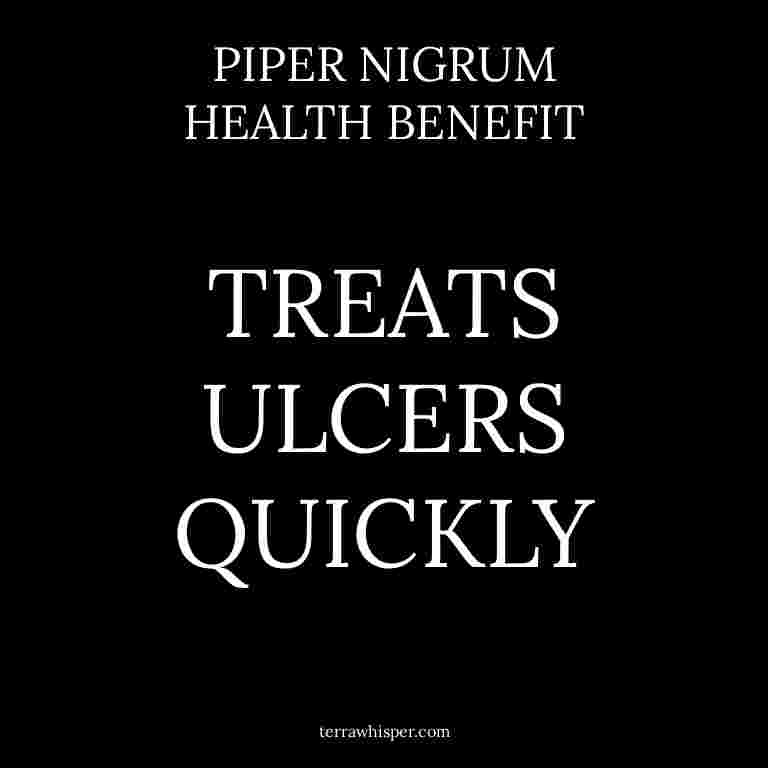 PIPER NIGRUM
HEALTH BENEFIT
TREATS
ULCERS
QUICKLY
terrawhisper.com